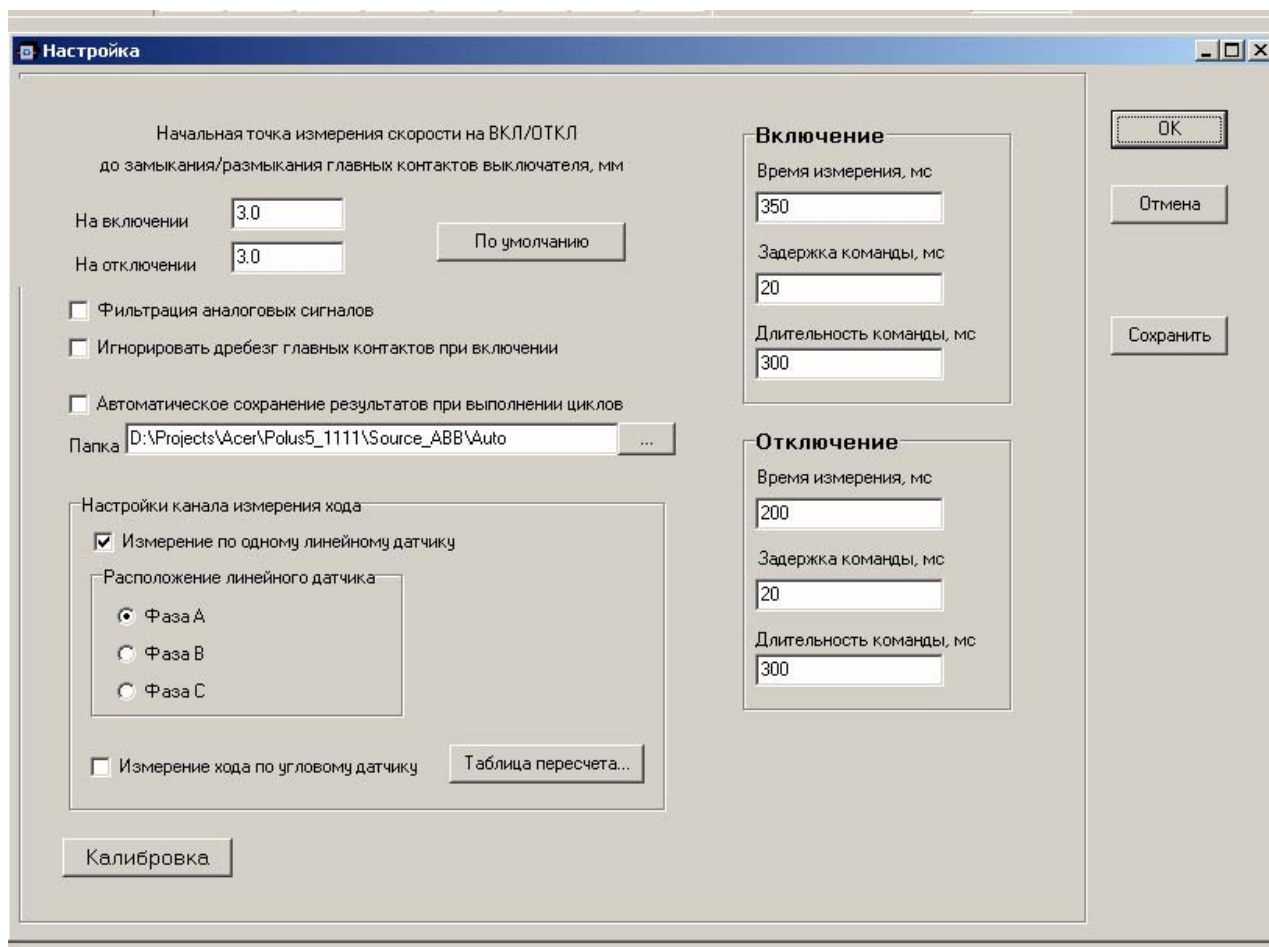 Настройка
Начальная точка измерения скорости на ВКЛ/ОТКЛ
до замыкания/размыкания главных контактов выключателя, мм
На включении 3.0
По умолчанию
На отключении 3.0
Фильтрация аналоговых сигналов
Игнорировать дребезг главных контактов при включении
Автоматическое сохранение результатов при выполнении циклов
Папка D:\Projects\Acer\Polus5_1111\Source_ABB\Auto ...
Настройки канала измерения хода
Измерение по одному линейному датчику
Расположение линейного датчика
Фаза А
Фаза В
Фаза С
Измерение хода по угловому датчику
Таблица пересчета...
Калибровка
Включение
Время измерения, мс
350
Задержка команды, мс
20
Длительность команды, мс
300
Отключение
Время измерения, мс
200
Задержка команды, мс
20
Длительность команды, мс
300
OK
Отмена
Сохранить